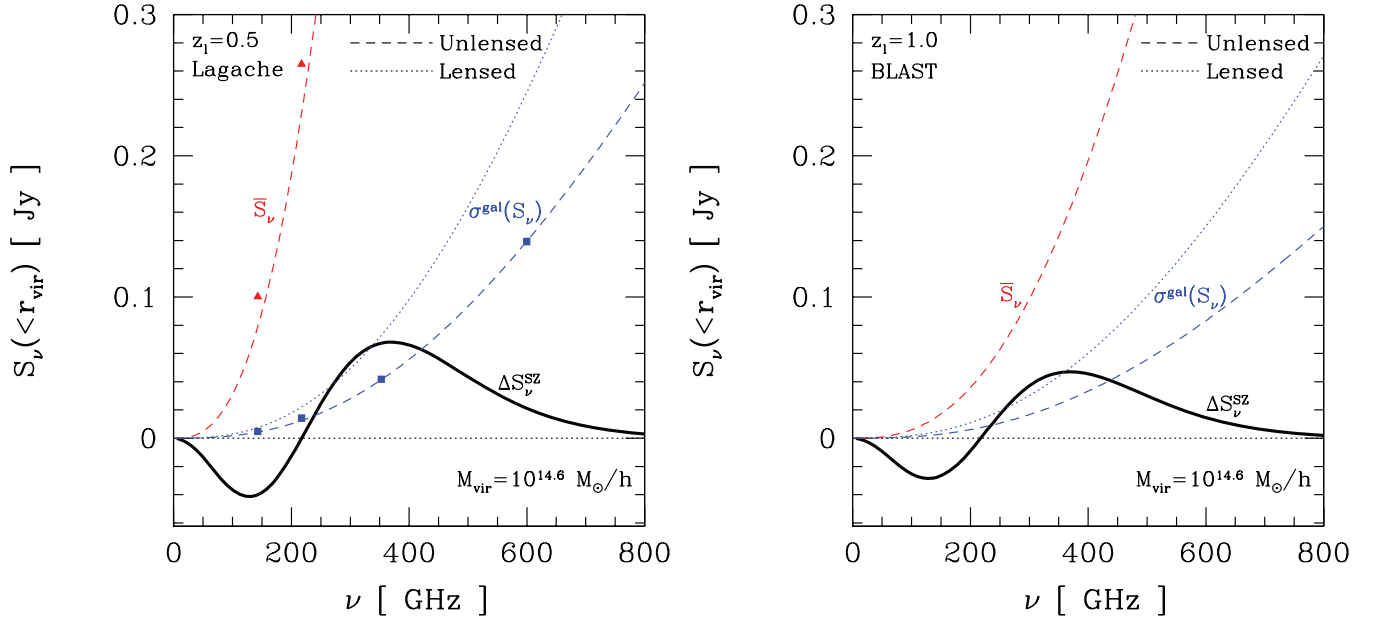 0.3
0.2
0.1
0
S_ν(<r_vir) [ Jy ]
z_l=0.5
Lagache
Unlensed
Lensed
S̅_ν
σ^gal(S_ν)
ΔS_ν^SZ
M_vir=10^14.6 M_⊙/h
0 200 400 600 800
ν [ GHz ]
0.3
0.2
0.1
0
S_ν(<r_vir) [ Jy ]
z_l=1.0
BLAST
Unlensed
Lensed
S̅_ν
σ^gal(S_ν)
ΔS_ν^SZ
M_vir=10^14.6 M_⊙/h
0 200 400 600 800
ν [ GHz ]